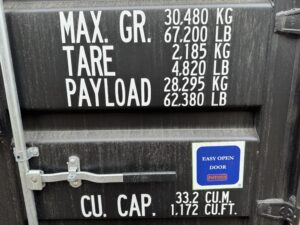 MAX. GR. 30.480 KG
67.200 LB
TARE 2.185 KG
4.820 LB
PAYLOAD 28.295 KG
62.380 LB
EASY OPEN
DOOR
CU. CAP. 33.2 CU.M.
1.172 CU.FT.